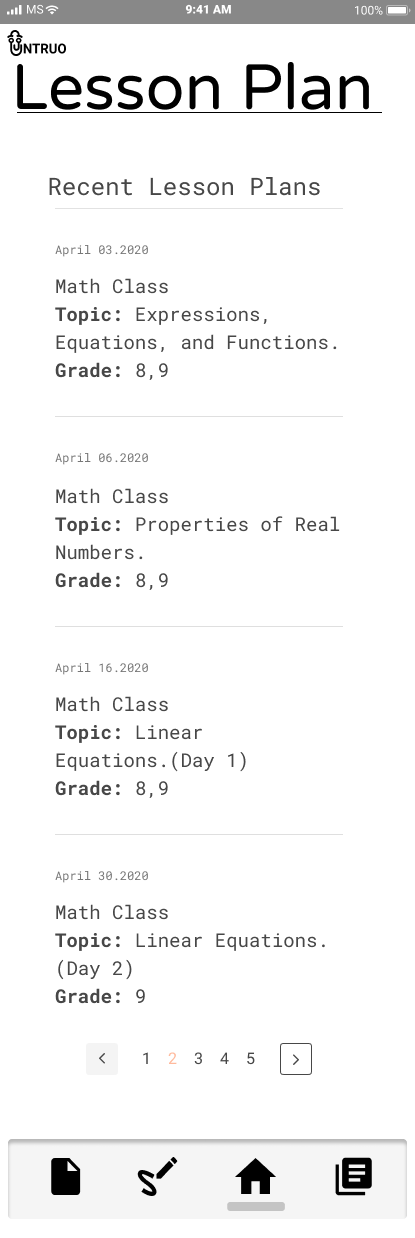 MS
9:41 AM
100%
UNTRUO
Lesson Plan
Recent Lesson Plans
April 03.2020
Math Class
Topic: Expressions,
Equations, and Functions.
Grade: 8,9
April 06.2020
Math Class
Topic: Properties of Real
Numbers.
Grade: 8,9
April 16.2020
Math Class
Topic: Linear
Equations.(Day 1)
Grade: 8,9
April 30.2020
Math Class
Topic: Linear Equations.
(Day 2)
Grade: 9
1 2 3 4 5